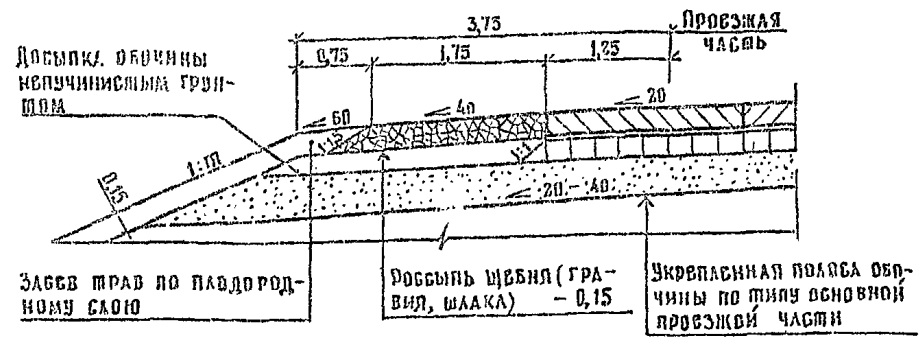 3,75
Проезжая
часть
0,75
1,75
1,25
Досыпка обочины
непучинистым грун-
том
60
40
20
1:1,5
1:1
1:m
0,15
20-40
Засев трав по плодород-
ному слою
Россыпь щебня (гра-
вия, шлака) - 0,15
Укрепленная полоса обо-
чины по типу основной
проезжой части